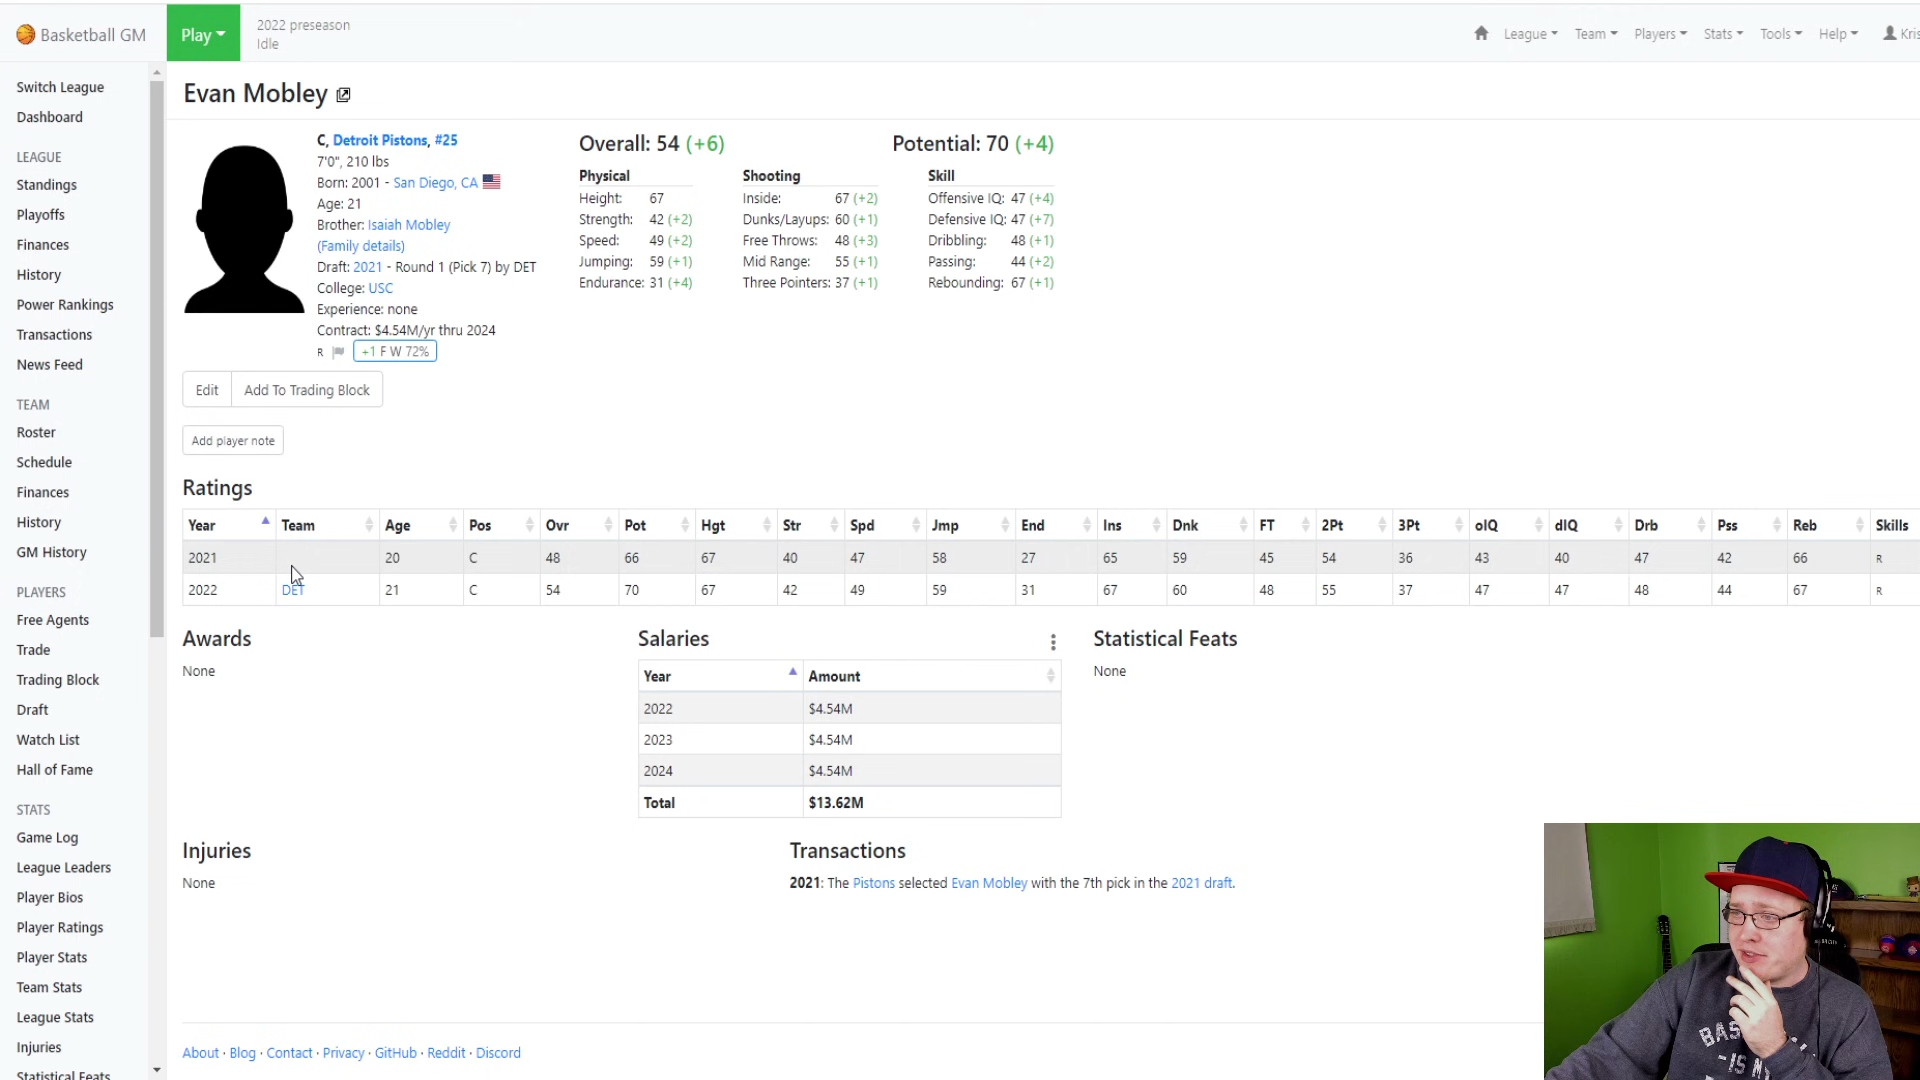 Basketball GM
Play
2022 preseason
Idle
League
Team
Players
Stats
Tools
Help
Kris
Switch League
Dashboard
LEAGUE
Standings
Playoffs
Finances
History
Power Rankings
Transactions
News Feed
TEAM
Roster
Schedule
Finances
History
GM History
PLAYERS
Free Agents
Trade
Trading Block
Draft
Watch List
Hall of Fame
STATS
Game Log
League Leaders
Player Bios
Player Ratings
Player Stats
Team Stats
League Stats
Injuries
Statistical Feats
Evan Mobley
C, Detroit Pistons, #25
7'0", 210 lbs
Born: 2001 - San Diego, CA
Age: 21
Brother: Isaiah Mobley
(Family details)
Draft: 2021 - Round 1 (Pick 7) by DET
College: USC
Experience: none
Contract: $4.54M/yr thru 2024
R +1 F W 72%
Overall: 54 (+6)
Physical
Height: 67
Strength: 42 (+2)
Speed: 49 (+2)
Jumping: 59 (+1)
Endurance: 31 (+4)
Shooting
Inside: 67 (+2)
Dunks/Layups: 60 (+1)
Free Throws: 48 (+3)
Mid Range: 55 (+1)
Three Pointers: 37 (+1)
Potential: 70 (+4)
Skill
Offensive IQ: 47 (+4)
Defensive IQ: 47 (+7)
Dribbling: 48 (+1)
Passing: 44 (+2)
Rebounding: 67 (+1)
Edit
Add To Trading Block
Add player note
Ratings
Year Team Age Pos Ovr Pot Hgt Str Spd Jmp End Ins Dnk FT 2Pt 3Pt oIQ dIQ Drb Pss Reb Skills
2021 20 C 48 66 67 40 47 58 27 65 59 45 54 36 43 40 47 42 66 R
2022 DET 21 C 54 70 67 42 49 59 31 67 60 48 55 37 47 47 48 44 67 R
Awards
None
Salaries
Year Amount
2022 $4.54M
2023 $4.54M
2024 $4.54M
Total $13.62M
Statistical Feats
None
Injuries
None
Transactions
2021: The Pistons selected Evan Mobley with the 7th pick in the 2021 draft.
About · Blog · Contact · Privacy · GitHub · Reddit · Discord